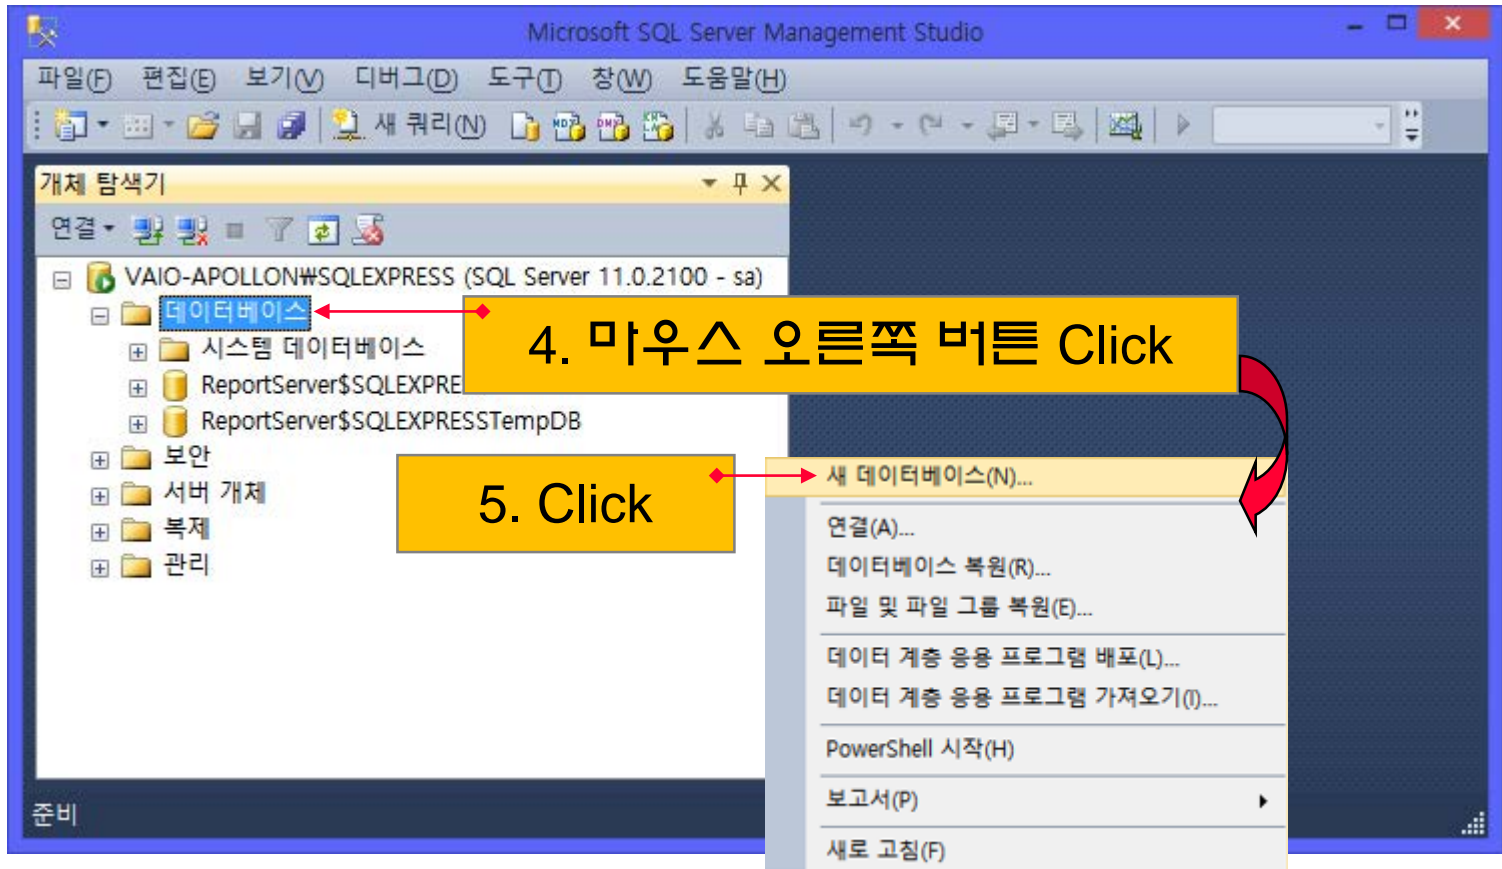 Microsoft SQL Server Management Studio
파일(F) 편집(E) 보기(V) 디버그(D) 도구(T) 창(W) 도움말(H)
새 쿼리(N)
개체 탐색기
연결
VAIO-APOLLON₩SQLEXPRESS (SQL Server 11.0.2100 - sa)
데이터베이스
4. 마우스 오른쪽 버튼 Click
시스템 데이터베이스
ReportServer$SQLEXPRE
ReportServer$SQLEXPRESSTempDB
보안
서버 개체
복제
관리
5. Click
새 데이터베이스(N)...
연결(A)...
데이터베이스 복원(R)...
파일 및 파일 그룹 복원(E)...
데이터 계층 응용 프로그램 배포(L)...
데이터 계층 응용 프로그램 가져오기(I)...
PowerShell 시작(H)
보고서(P)
새로 고침(F)
준비